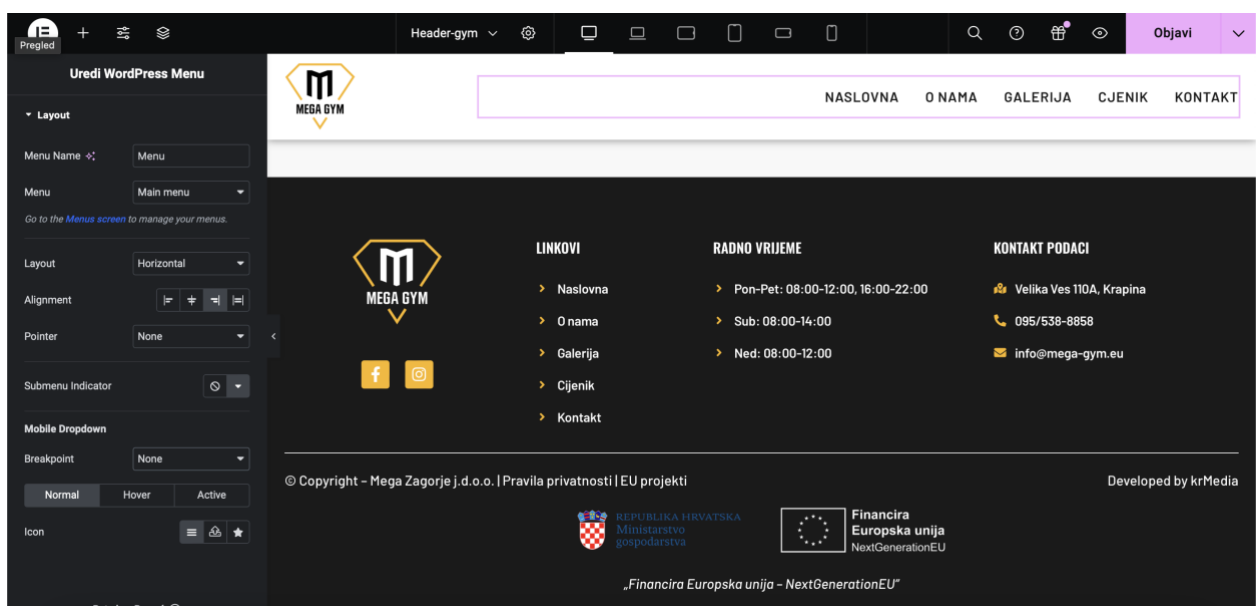 Header-gym
Objavi
Pregled
Uredi WordPress Menu
MEGA GYM
NASLOVNA O NAMA GALERIJA CJENIK KONTAKT
Layout
Menu Name Menu
Menu Main menu
Go to the Menus screen to manage your menus.
Layout Horizontal
Alignment
Pointer None
Submenu Indicator
Mobile Dropdown
Breakpoint None
Normal Hover Active
Icon
MEGA GYM
LINKOVI
Naslovna
O nama
Galerija
Cijenik
Kontakt
RADNO VRIJEME
Pon-Pet: 08:00-12:00, 16:00-22:00
Sub: 08:00-14:00
Ned: 08:00-12:00
KONTAKT PODACI
Velika Ves 110A, Krapina
095/538-8858
info@mega-gym.eu
© Copyright – Mega Zagorje j.d.o.o. | Pravila privatnosti | EU projekti
Developed by krMedia
REPUBLIKA HRVATSKA
Ministarstvo
gospodarstva
Financira
Europska unija
NextGenerationEU
„Financira Europska unija – NextGenerationEU”